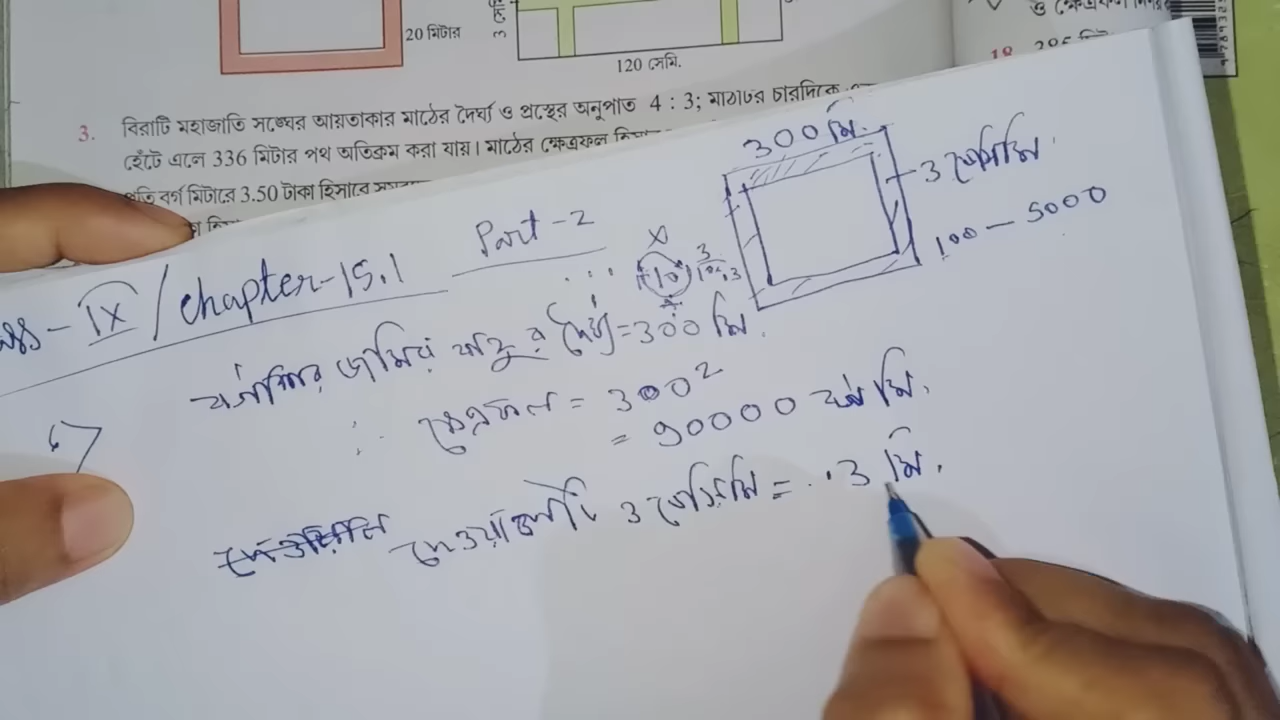 20 মিটার
120 সেমি.
3. বিরাটি মহাজাতি সঙ্ঘের আয়তাকার মাঠের দৈর্ঘ্য ও প্রস্থের অনুপাত 4 : 3; মাঠটির চারদিকে
হেঁটে এলে 336 মিটার পথ অতিক্রম করা যায়। মাঠের ক্ষেত্রফল
প্রতি বর্গ মিটারে 3.50 টাকা হিসাবে
300 মি.
3 ডেসিমি.
100 — 5000
IX / Chapter-15.1
Part-2
বর্গাকার জমির বাহুর দৈর্ঘ্য = 300 মি.
∴ ক্ষেত্রফল = 300²
= 90000 বর্গ মি.
দেওয়ালটি 3 ডেসিমি = .3 মি.